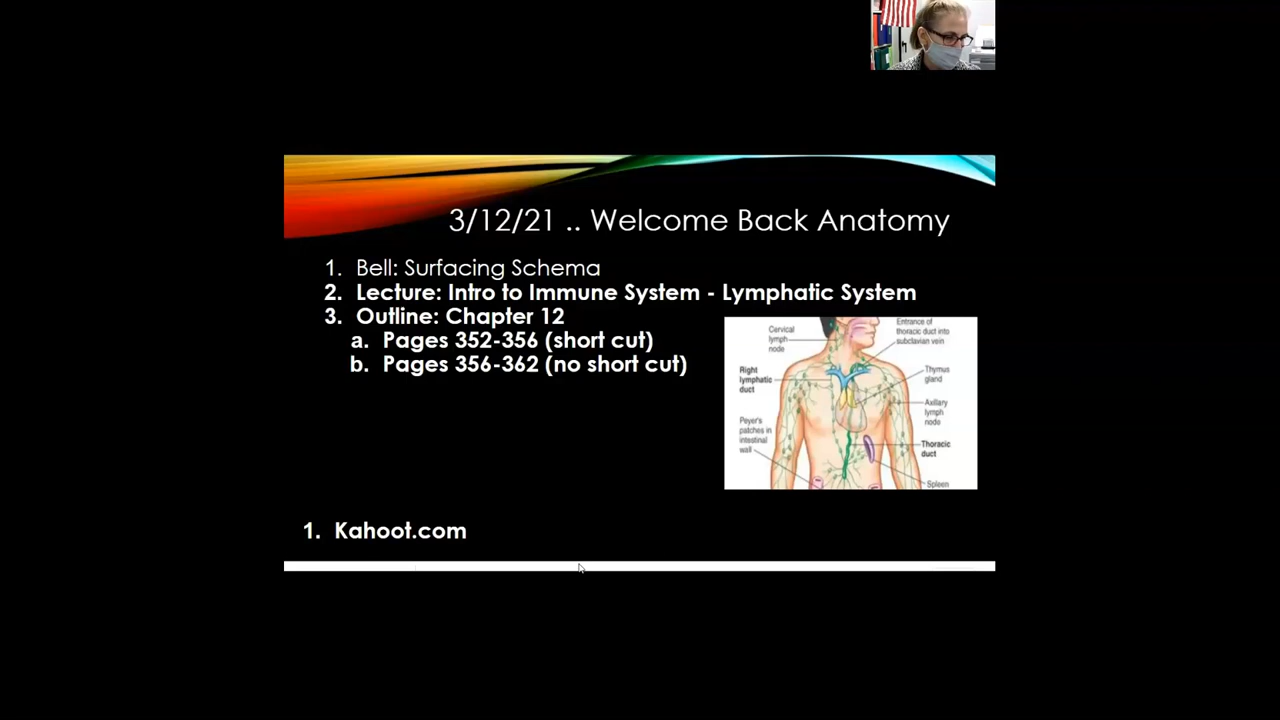 3/12/21 .. Welcome Back Anatomy
1. Bell: Surfacing Schema
2. Lecture: Intro to Immune System - Lymphatic System
3. Outline: Chapter 12
a. Pages 352-356 (short cut)
b. Pages 356-362 (no short cut)
Cervical
lymph
node
Entrance of
thoracic duct into
subclavian vein
Right
lymphatic
duct
Thymus
gland
Axillary
lymph
node
Peyer's
patches in
intestinal
wall
Thoracic
duct
Spleen
1. Kahoot.com